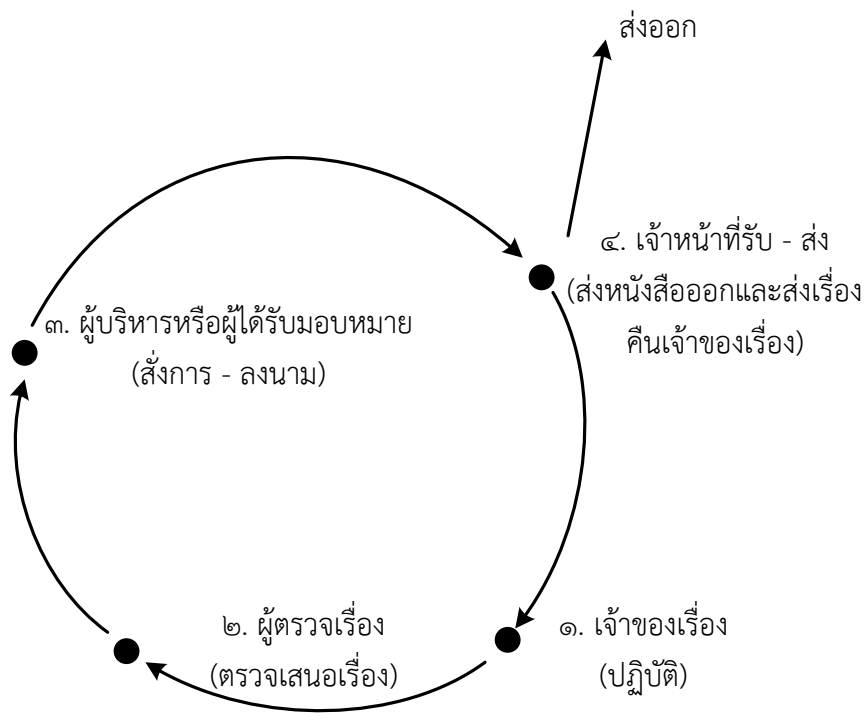 ส่งออก
๔. เจ้าหน้าที่รับ - ส่ง
(ส่งหนังสือออกและส่งเรื่อง
คืนเจ้าของเรื่อง)
๓. ผู้บริหารหรือผู้ได้รับมอบหมาย
(สั่งการ - ลงนาม)
๒. ผู้ตรวจเรื่อง
(ตรวจเสนอเรื่อง)
๑. เจ้าของเรื่อง
(ปฏิบัติ)